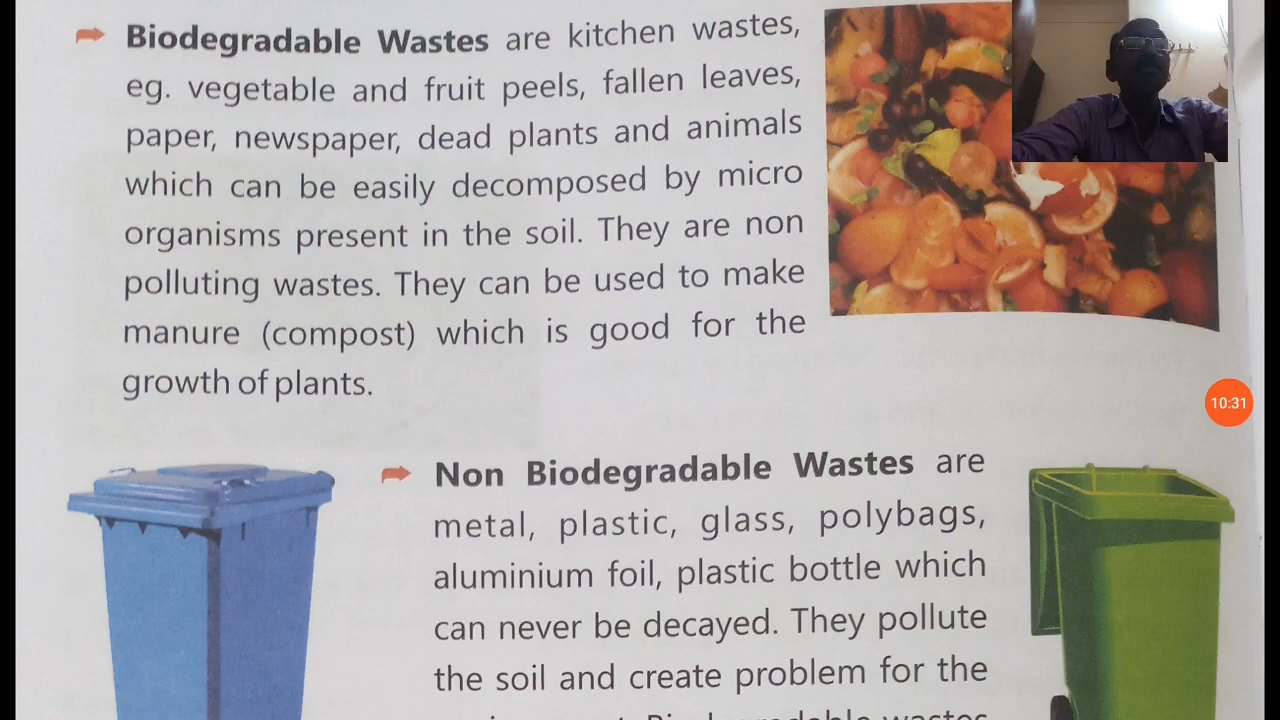 Biodegradable Wastes are kitchen wastes,
eg. vegetable and fruit peels, fallen leaves,
paper, newspaper, dead plants and animals
which can be easily decomposed by micro
organisms present in the soil. They are non
polluting wastes. They can be used to make
manure (compost) which is good for the
growth of plants.
10:31
Non Biodegradable Wastes are
metal, plastic, glass, polybags,
aluminium foil, plastic bottle which
can never be decayed. They pollute
the soil and create problem for the